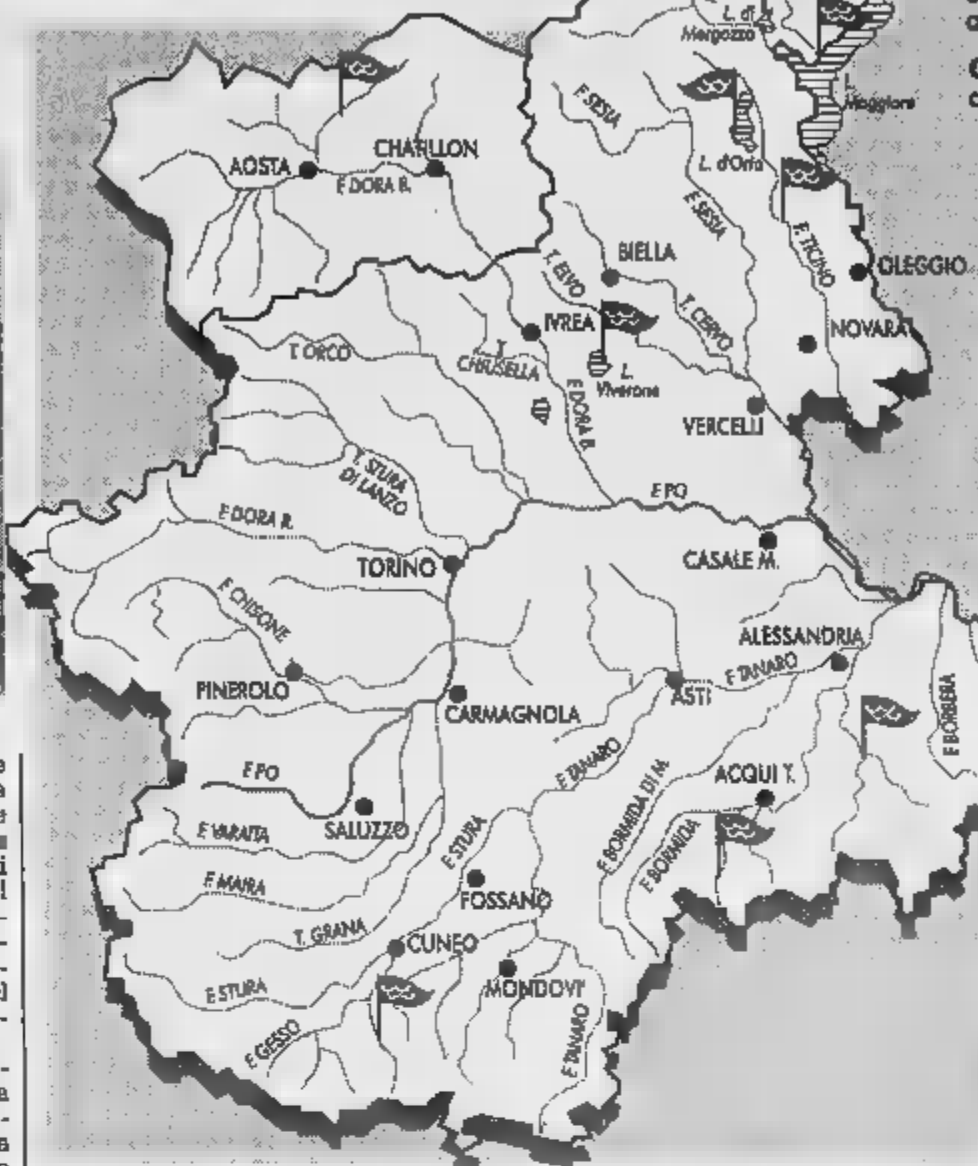 L. di
Mergozzo
L.
Maggiore
F. SESIA
L. d'Orta
AOSTA
CHATILLON
F. DORA B.
F. SESIA
F. TICINO
BIELLA
OLEGGIO
T. ELVO
T. CERVO
IVREA
NOVARA
T. ORCO
T.
CHIUSELLA
L.
Viverone
F. DORA B.
VERCELLI
T. STURA
DI LANZO
F. PO
F. DORA R.
TORINO
CASALE M.
F. CHISONE
ALESSANDRIA
F. TANARO
PINEROLO
ASTI
CARMAGNOLA
F. BORBERA
F. PO
F. TANARO
ACQUI T.
SALUZZO
F. VARAITA
F. STURA
F. BORMIDA DI M.
F. BORMIDA
F. MAIRA
FOSSANO
T. GRANA
CUNEO
F. STURA
MONDOVI'
F. GESSO
F. TANARO